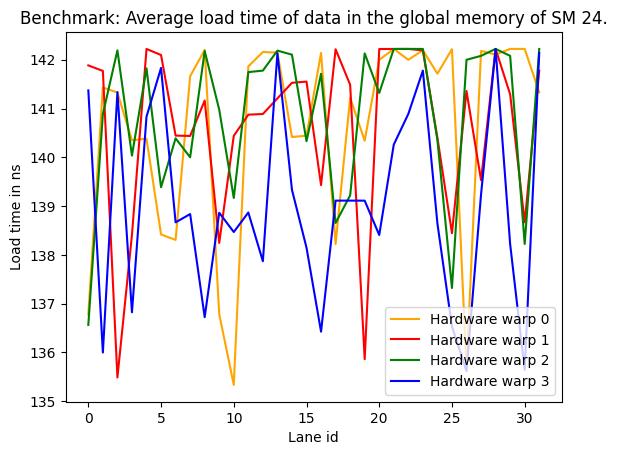 Benchmark: Average load time of data in the global memory of SM 24.
Load time in ns
142
141
140
139
138
137
136
135
0
5
10
15
20
25
30
Lane id
Hardware warp 0
Hardware warp 1
Hardware warp 2
Hardware warp 3